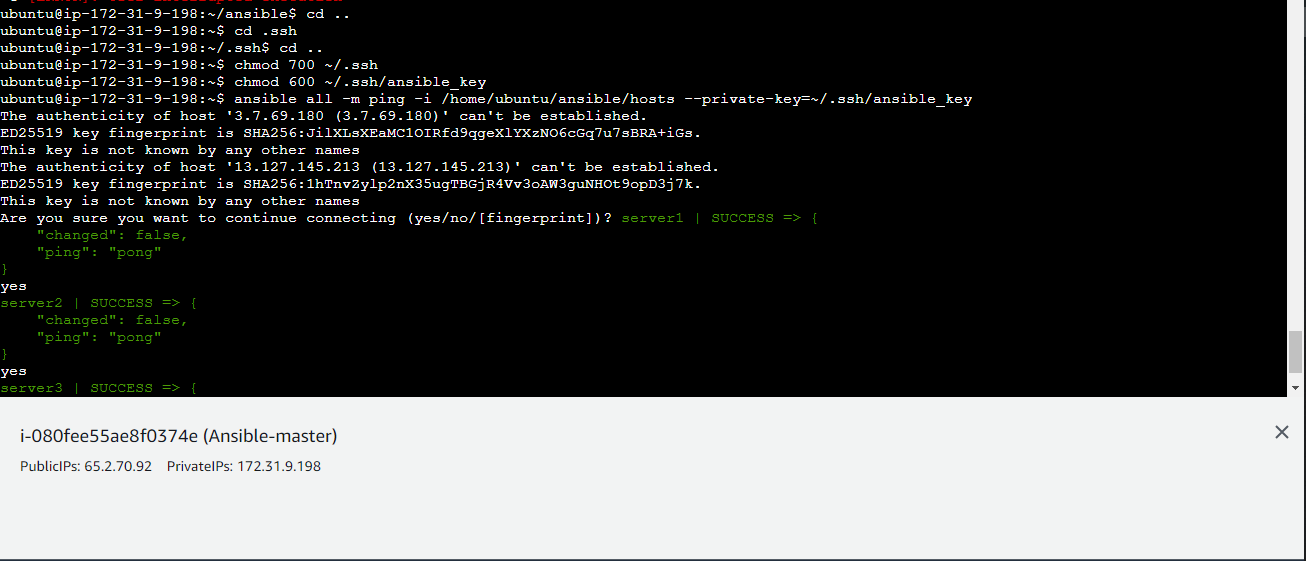 ubuntu@ip-172-31-9-198:~/ansible$ cd ..
ubuntu@ip-172-31-9-198:~$ cd .ssh
ubuntu@ip-172-31-9-198:~/.ssh$ cd ..
ubuntu@ip-172-31-9-198:~$ chmod 700 ~/.ssh
ubuntu@ip-172-31-9-198:~$ chmod 600 ~/.ssh/ansible_key
ubuntu@ip-172-31-9-198:~$ ansible all -m ping -i /home/ubuntu/ansible/hosts --private-key=~/.ssh/ansible_key
The authenticity of host '3.7.69.180 (3.7.69.180)' can't be established.
ED25519 key fingerprint is SHA256:JilXLsXEaMC1OIRfd9qgeXlYXzNO6cGq7u7sBRA+iGs.
This key is not known by any other names
The authenticity of host '13.127.145.213 (13.127.145.213)' can't be established.
ED25519 key fingerprint is SHA256:1hTnvZylp2nX35ugTBGjR4Vv3oAW3guNHOt9opD3j7k.
This key is not known by any other names
Are you sure you want to continue connecting (yes/no/[fingerprint])? server1 | SUCCESS => {
    "changed": false,
    "ping": "pong"
}
yes
server2 | SUCCESS => {
    "changed": false,
    "ping": "pong"
}
yes
server3 | SUCCESS => {
i-080fee55ae8f0374e (Ansible-master)
PublicIPs: 65.2.70.92 PrivateIPs: 172.31.9.198